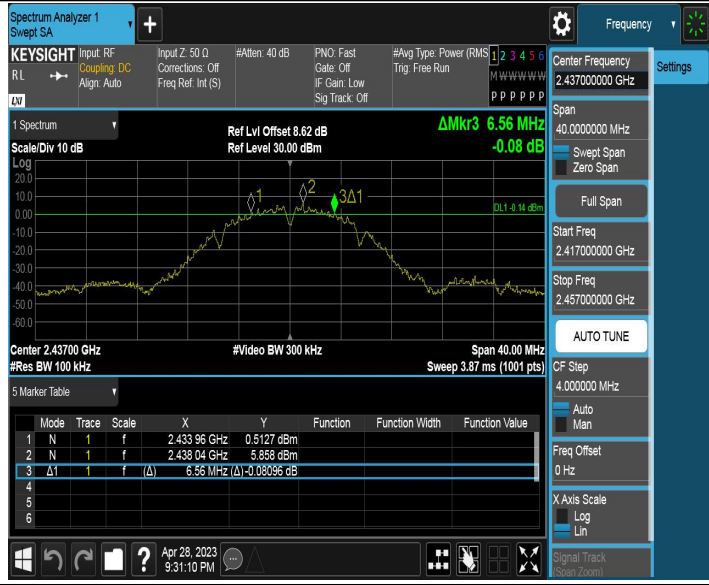 Spectrum Analyzer 1
Swept SA
Frequency
KEYSIGHT
RL
LXI
Input: RF
Coupling: DC
Align: Auto
Input Z: 50 Ω
Corrections: Off
Freq Ref: Int (S)
#Atten: 40 dB
PNO: Fast
Gate: Off
IF Gain: Low
Sig Track: Off
#Avg Type: Power (RMS
Trig: Free Run
1 2 3 4 5 6
M W W W W W
P P P P P P
1 Spectrum
Scale/Div 10 dB
Ref Lvl Offset 8.62 dB
Ref Level 30.00 dBm
ΔMkr3 6.56 MHz
-0.08 dB
Log
20.0
10.0
0.00
-10.0
-20.0
-30.0
-40.0
-50.0
-60.0
1
2
3Δ1
DL1 -0.14 dBm
Center 2.43700 GHz
#Video BW 300 kHz
Span 40.00 MHz
#Res BW 100 kHz
Sweep 3.87 ms (1001 pts)
5 Marker Table
Mode Trace Scale X Y Function Function Width Function Value
1 N 1 f 2.433 96 GHz 0.5127 dBm
2 N 1 f 2.438 04 GHz 5.858 dBm
3 Δ1 1 f (Δ) 6.56 MHz (Δ) -0.08096 dB
4
5
6
Apr 28, 2023
9:31:10 PM
Center Frequency
2.437000000 GHz
Settings
Span
40.0000000 MHz
Swept Span
Zero Span
Full Span
Start Freq
2.417000000 GHz
Stop Freq
2.457000000 GHz
AUTO TUNE
CF Step
4.000000 MHz
Auto
Man
Freq Offset
0 Hz
X Axis Scale
Log
Lin
Signal Track
(Span Zoom)